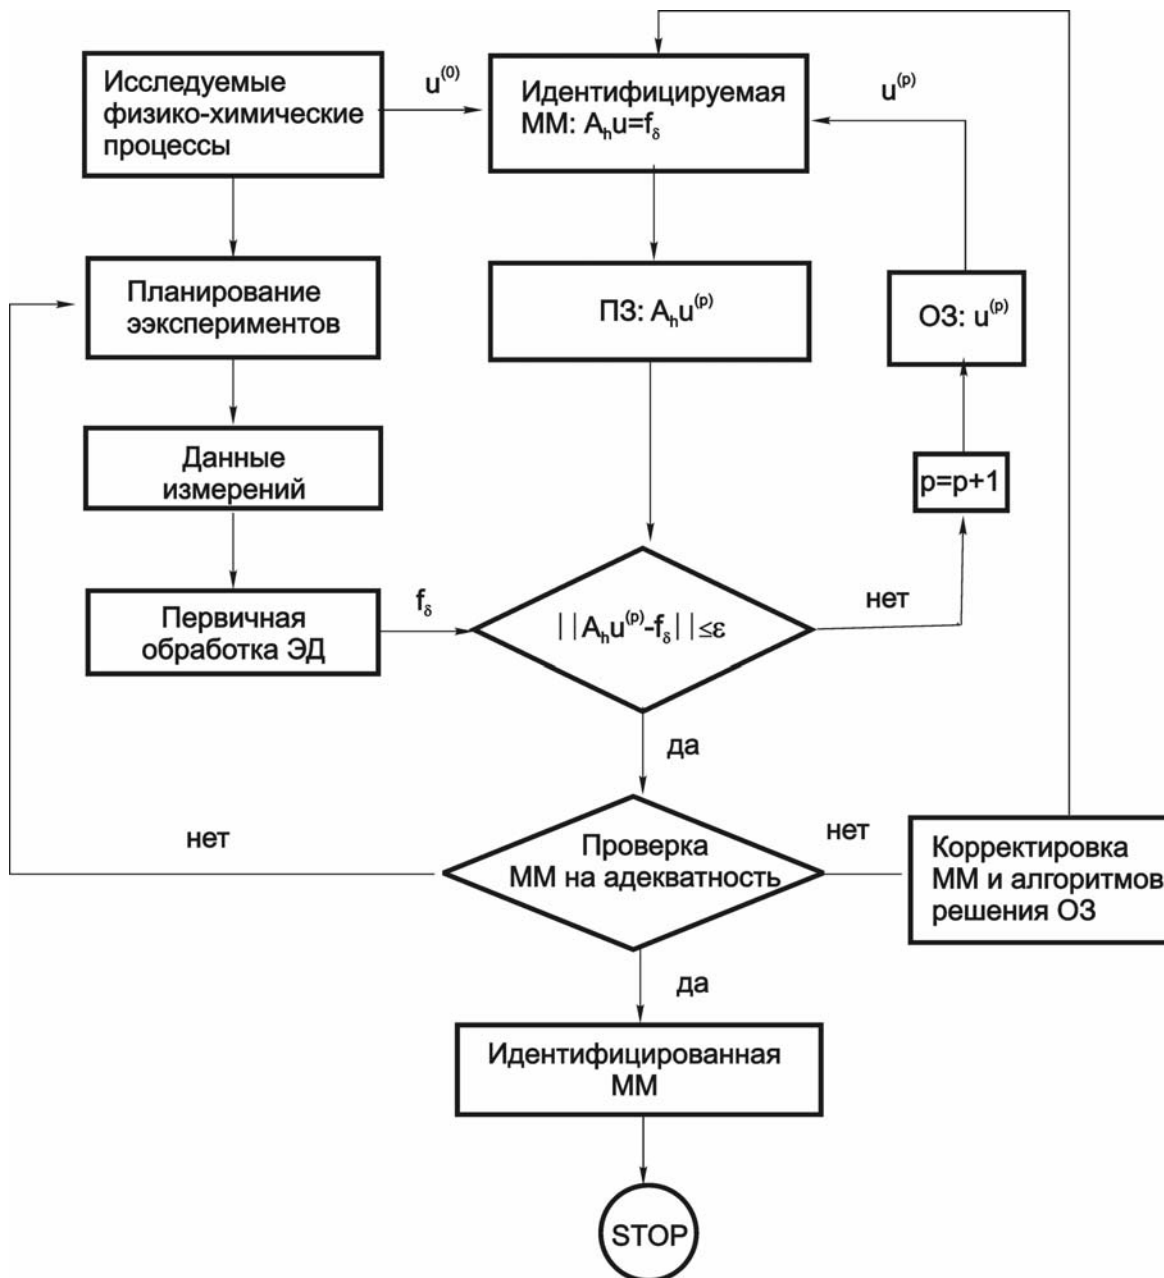 Исследуемые
физико-химические
процессы
u⁽⁰⁾
Идентифицируемая
ММ: Aₕu=f_δ
u⁽ᵖ⁾
Планирование
ээкспериментов
ПЗ: Aₕu⁽ᵖ⁾
ОЗ: u⁽ᵖ⁾
Данные
измерений
p=p+1
Первичная
обработка ЭД
f_δ
||Aₕu⁽ᵖ⁾-f_δ||≤ε
нет
да
нет
Проверка
ММ на адекватность
нет
Корректировка
ММ и алгоритмов
решения ОЗ
да
Идентифицированная
ММ
STOP